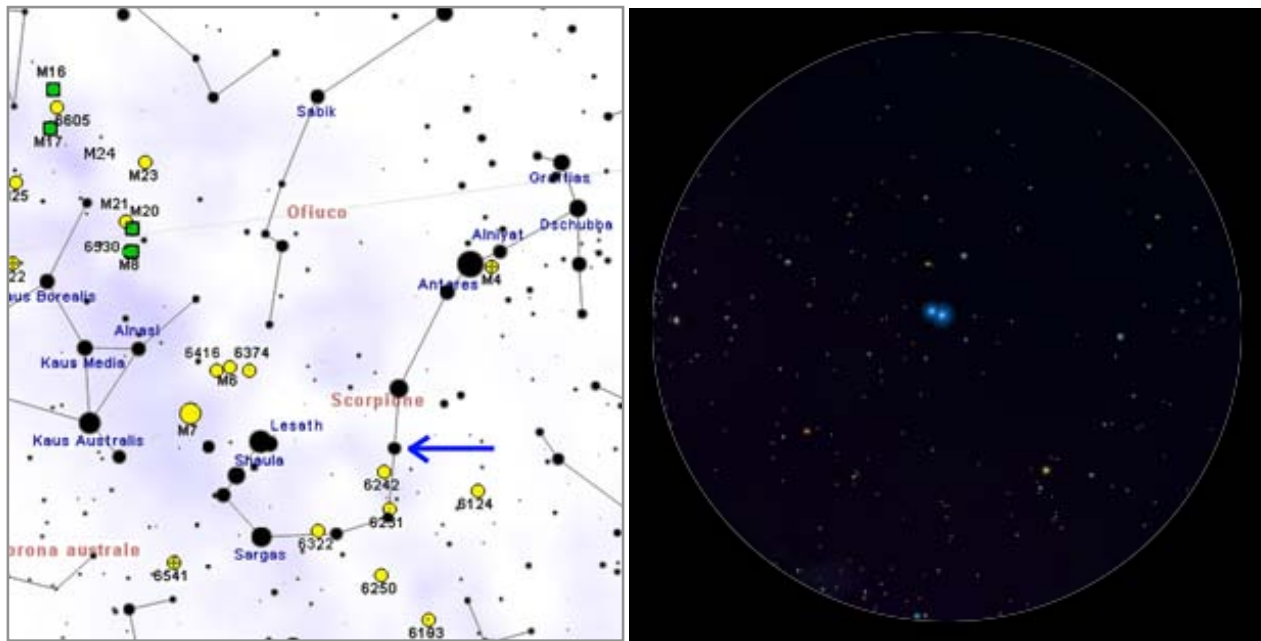 M16
6605
M17
Sabik
M24
M23
Graffias
25
M21
M20
Ofiuco
Dschubba
Alniyat
6530
M8
22
Antares
M4
aus Borealis
Alnasl
Kaus Media
6416
6374
M6
Scorpione
M7
Lesath
Kaus Australis
Shaula
6242
6124
6231
Sargas
6322
orona australe
6541
6250
6193